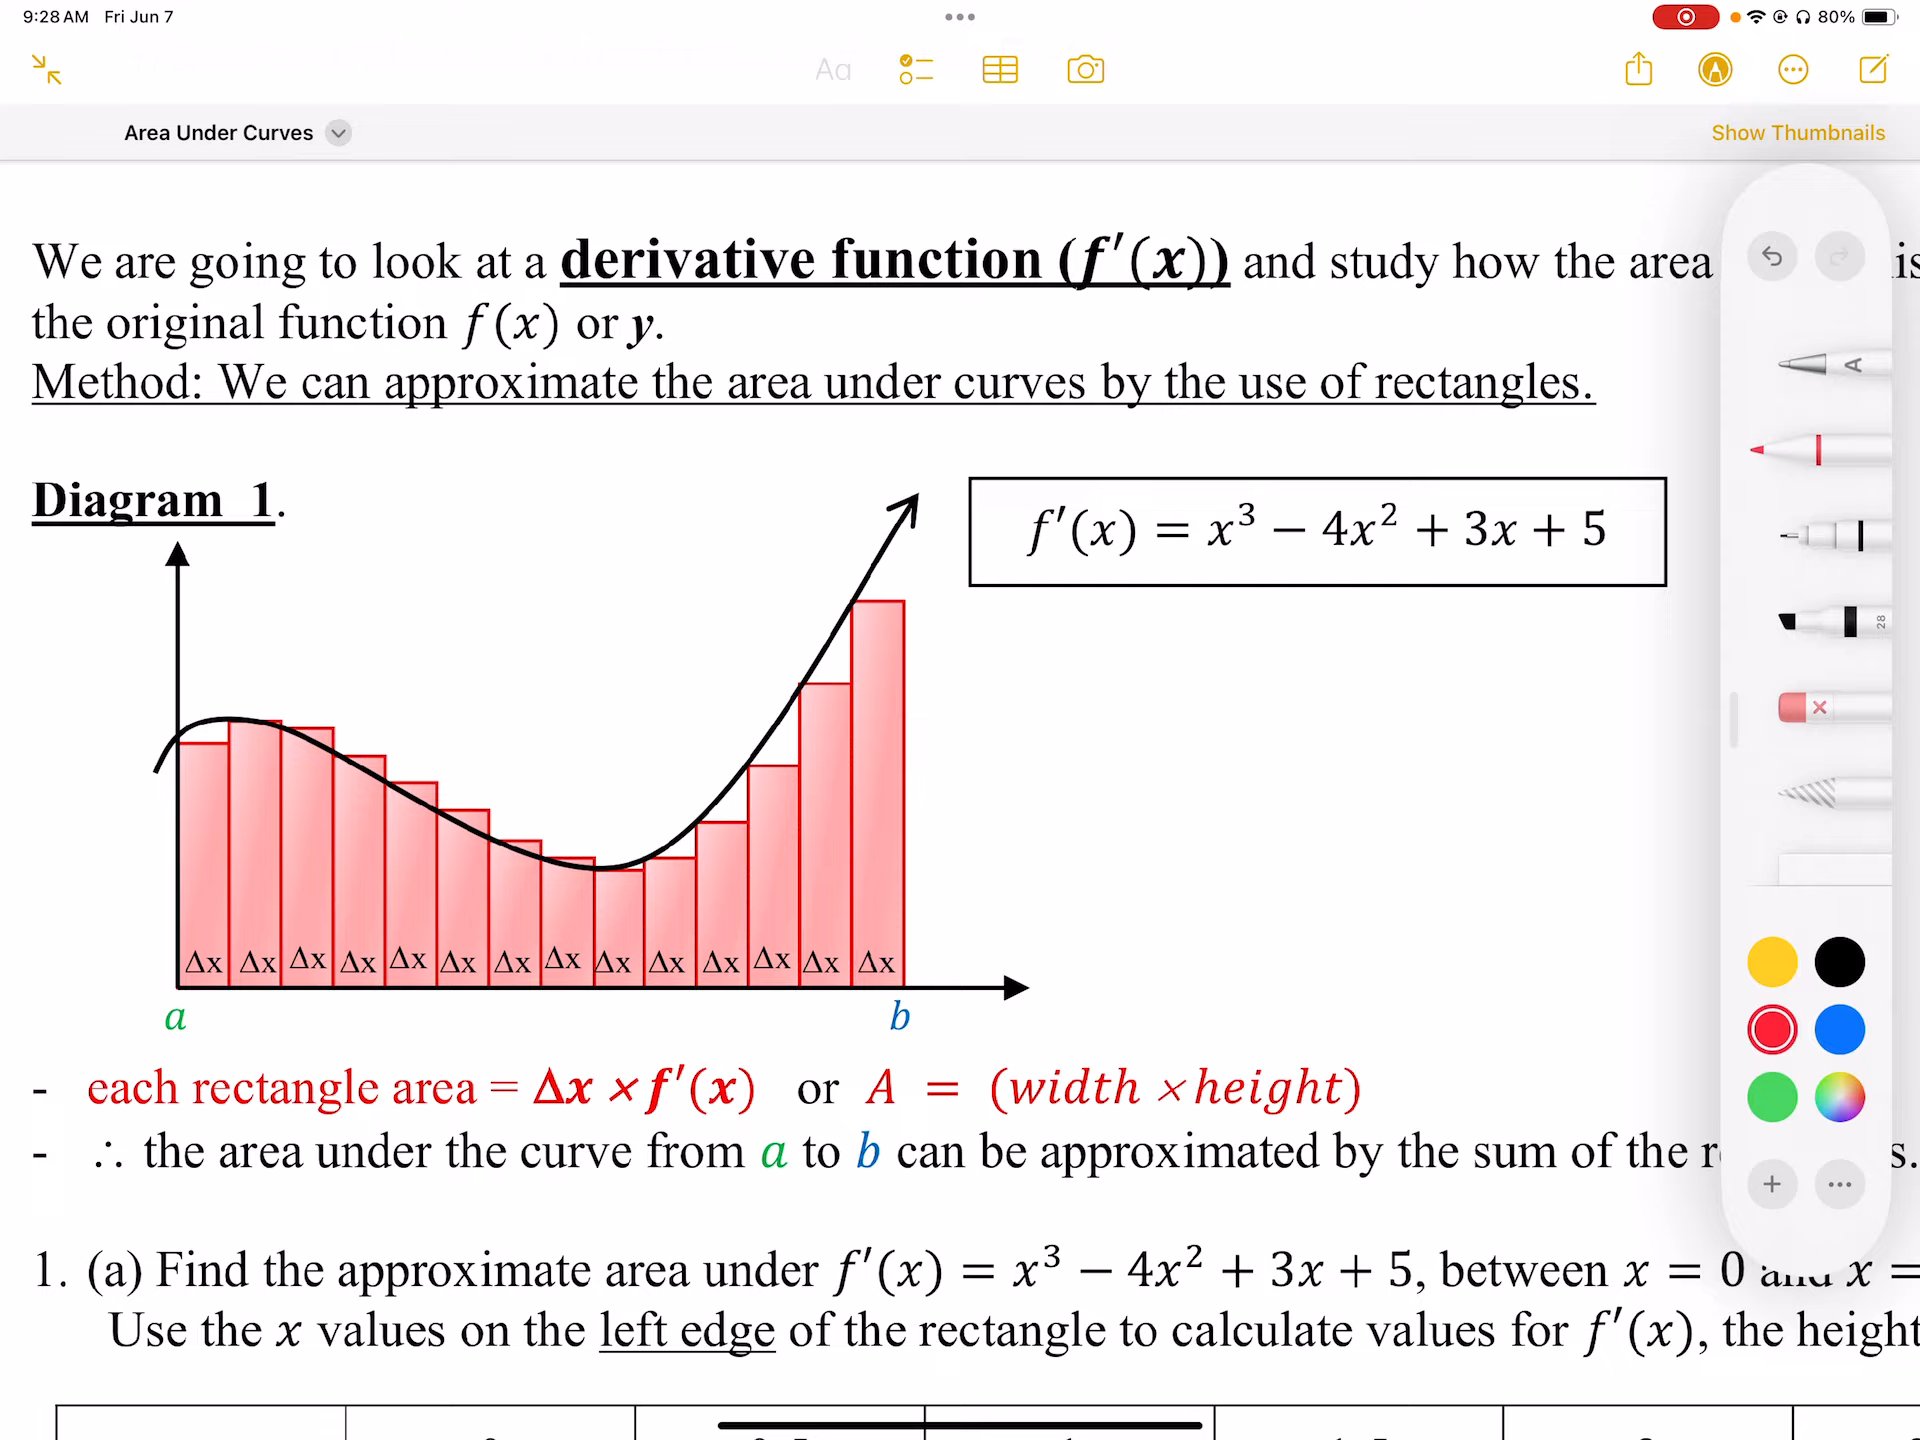 9:28 AM Fri Jun 7
80%
Aa
Area Under Curves
Show Thumbnails
We are going to look at a derivative function (f′(x)) and study how the area
the original function f(x) or y.
Method: We can approximate the area under curves by the use of rectangles.
Diagram 1.
f′(x) = x³ − 4x² + 3x + 5
A
28
Δx Δx Δx Δx Δx Δx Δx Δx Δx Δx Δx Δx Δx Δx
a b
- each rectangle area = Δx × f′(x) or A = (width × height)
- ∴ the area under the curve from a to b can be approximated by the sum of the
1. (a) Find the approximate area under f′(x) = x³ − 4x² + 3x + 5, between x = 0 and x =
Use the x values on the left edge of the rectangle to calculate values for f′(x), the height